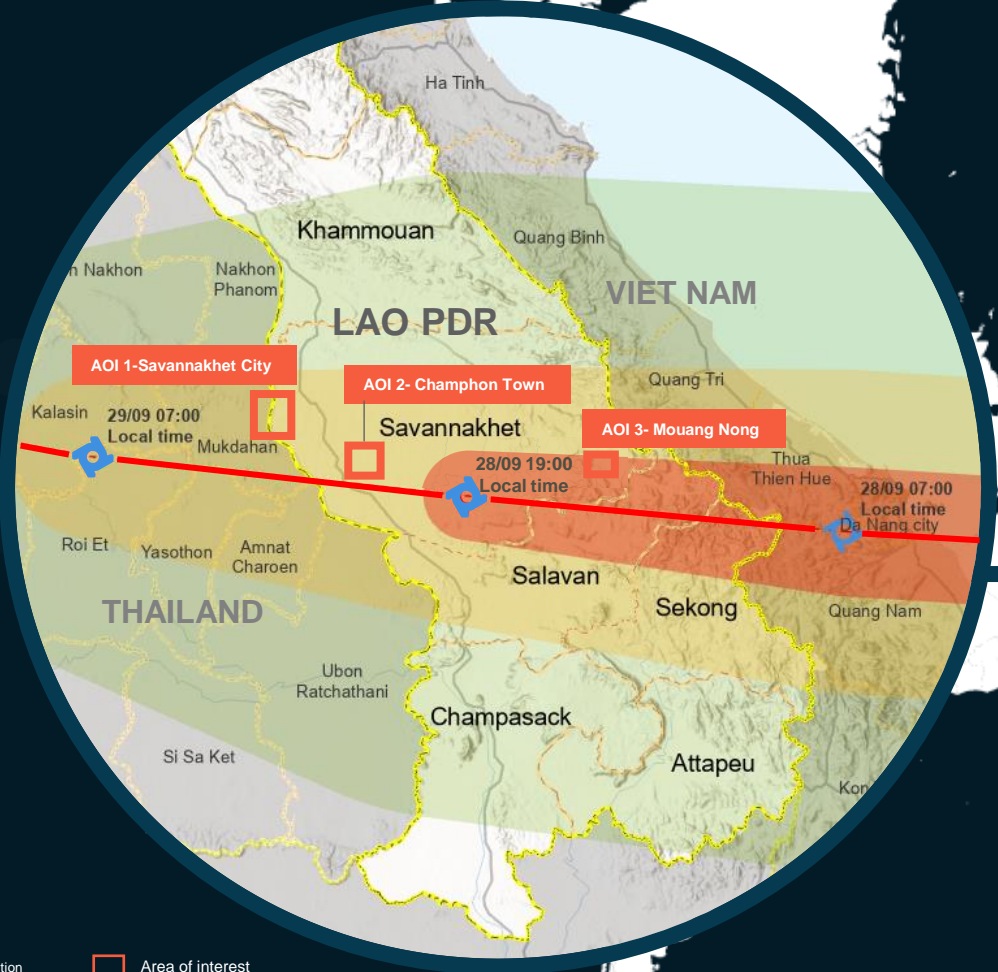 Ha Tinh
Khammouan
Quang Binh
n Nakhon
Nakhon
Phanom
VIET NAM
LAO PDR
AOI 1-Savannakhet City
AOI 2- Champhon Town
Quang Tri
Kalasin
29/09 07:00
Local time
Savannakhet
AOI 3- Mouang Nong
Mukdahan
28/09 19:00
Local time
Thua
Thien Hue
28/09 07:00
Local time
Da Nang city
Roi Et
Yasothon
Amnat
Charoen
Salavan
Sekong
THAILAND
Quang Nam
Ubon
Ratchathani
Champasack
Si Sa Ket
Attapeu
Kon
tion
Area of interest